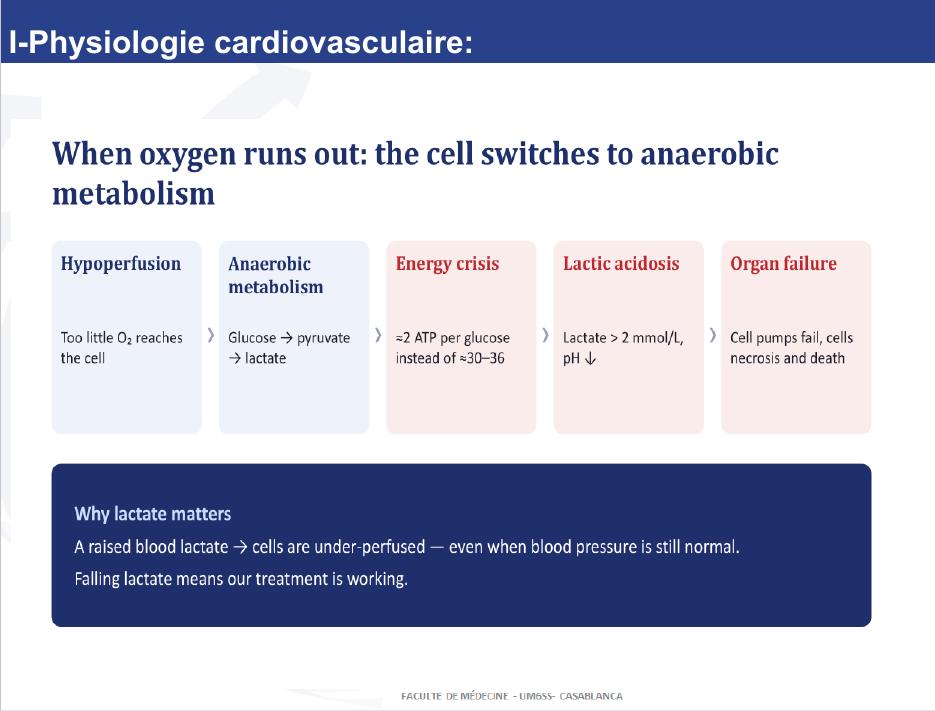 I-Physiologie cardiovasculaire:
When oxygen runs out: the cell switches to anaerobic
metabolism
Hypoperfusion
Too little O₂ reaches
the cell
›
Anaerobic
metabolism
Glucose → pyruvate
→ lactate
›
Energy crisis
≈2 ATP per glucose
instead of ≈30–36
›
Lactic acidosis
Lactate > 2 mmol/L,
pH ↓
›
Organ failure
Cell pumps fail, cells
necrosis and death
Why lactate matters
A raised blood lactate → cells are under-perfused — even when blood pressure is still normal.
Falling lactate means our treatment is working.
FACULTE DE MÉDECINE - UM6SS- CASABLANCA